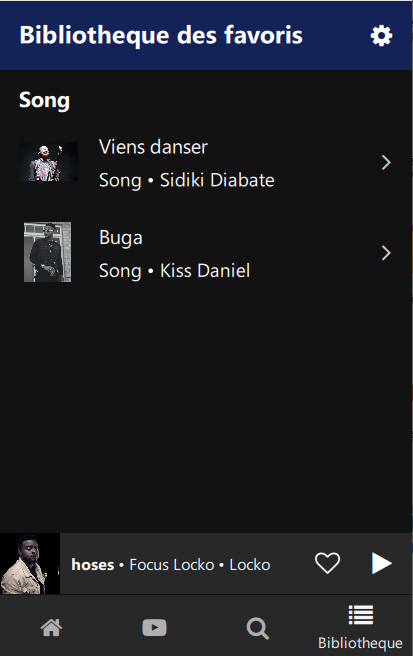 Bibliotheque des favoris
Song
Viens danser
Song • Sidiki Diabate
Buga
Song • Kiss Daniel
hoses • Focus Locko • Locko
Bibliotheque